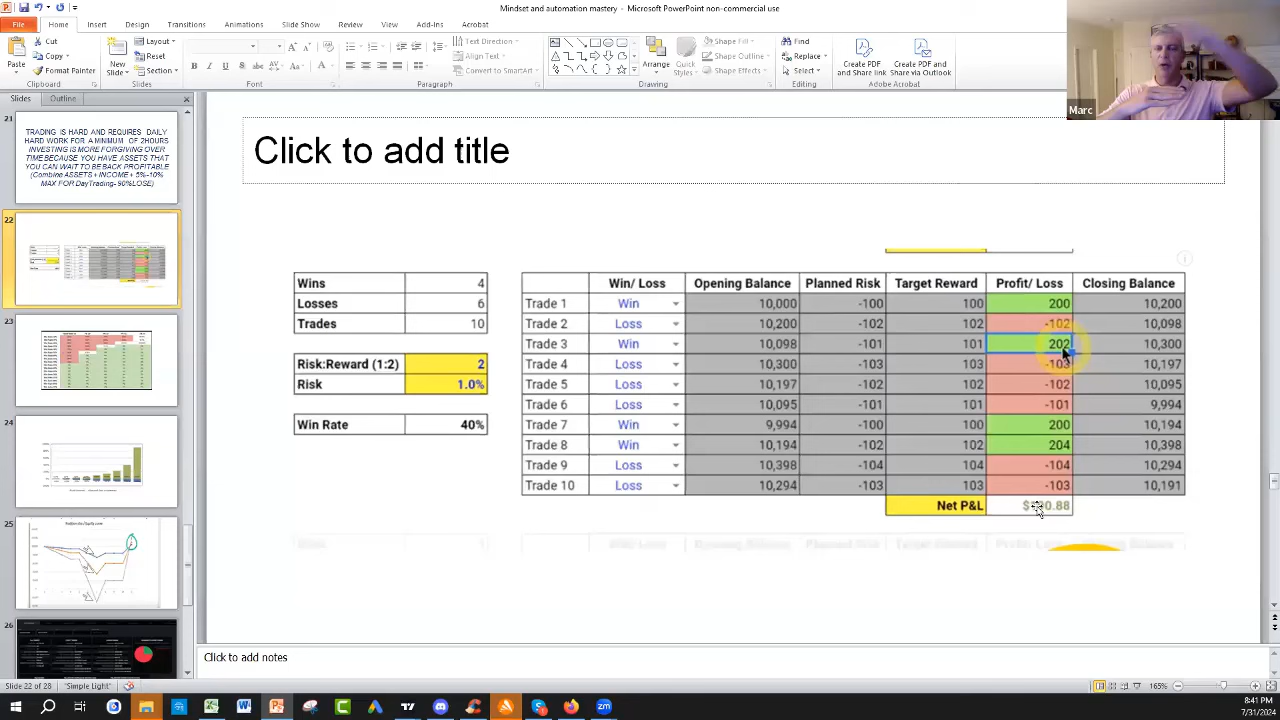 Mindset and automation mastery - Microsoft PowerPoint non-commercial use
File Home Insert Design Transitions Animations Slide Show Review View Add-Ins Acrobat
Paste
Cut
Copy
Format Painter
Clipboard
New
Slide
Layout
Reset
Section
Slides
B I U S abc AV Aa A
Font
Paragraph
Text Direction
Align Text
Convert to SmartArt
Arrange
Quick
Styles
Shape Fill
Shape Outline
Shape Effects
Drawing
Find
Replace
Select
Editing
Create PDF
and Share link
Create PDF and
Share via Outlook
Adobe Acrobat
Marc
Slides Outline
21
TRADING IS HARD AND REQUIRES DAILY
HARD WORK FOR A MINIMUM OF 2HOURS
INVESTING IS MORE FORGIVING OVER
TIME BECAUSE YOU HAVE ASSETS THAT
YOU CAN WAIT TO BE BACK PROFITABLE
(Combine ASSETS + INCOME + 5%-10%
MAX FOR DayTrading- 90%LOSE)
22
23
24
25
26
Click to add title
Wins 4
Losses 6
Trades 10
Risk:Reward (1:2) 2
Risk 1.0%
Win Rate 40%
Win/ Loss Opening Balance Planned Risk Target Reward Profit/ Loss Closing Balance
Trade 1 Win 10,000 -100 100 200 10,200
Trade 2 Loss 10,200 -102 102 -102 10,098
Trade 3 Win 10,098 -101 101 202 10,300
Trade 4 Loss 10,300 -103 103 -103 10,197
Trade 5 Loss 10,197 -102 102 -102 10,095
Trade 6 Loss 10,095 -101 101 -101 9,994
Trade 7 Win 9,994 -100 100 200 10,194
Trade 8 Win 10,194 -102 102 204 10,398
Trade 9 Loss 10,398 -104 104 -104 10,294
Trade 10 Loss 10,294 -103 103 -103 10,191
Net P&L
Slide 22 of 28 "Simple Light" 165%
8:41 PM
7/31/2024